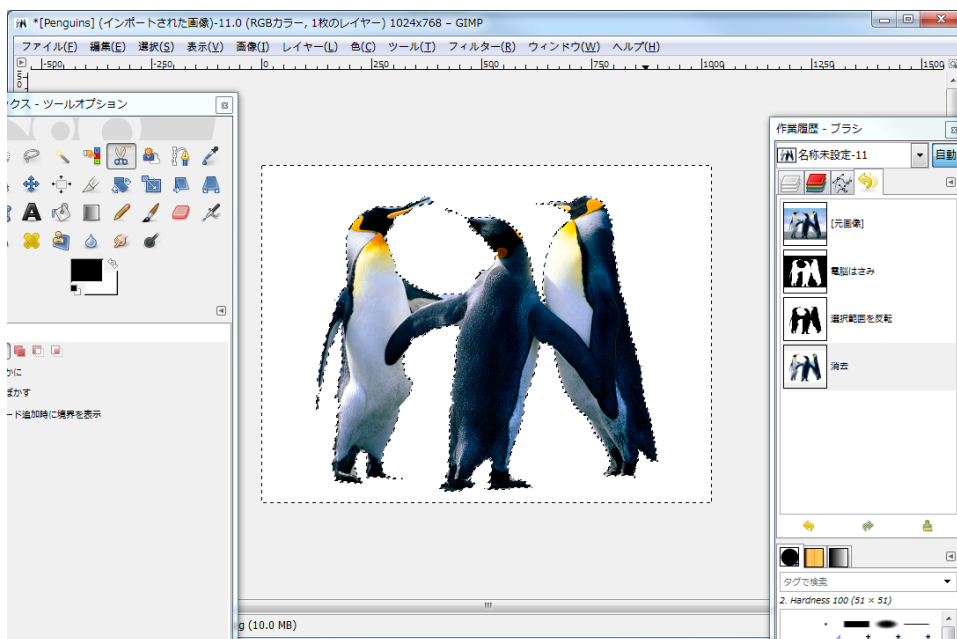 *[Penguins] (インポートされた画像)-11.0 (RGBカラー, 1枚のレイヤー) 1024x768 – GIMP
ファイル(F) 編集(E) 選択(S) 表示(V) 画像(I) レイヤー(L) 色(C) ツール(T) フィルター(R) ウィンドウ(W) ヘルプ(H)
-500 -250 0 250 500 750 1000 1250 1500
クス - ツールオプション
かに
ぼかす
ード追加時に境界を表示
作業履歴 - ブラシ
名称未設定-11
自動
[元画像]
電脳はさみ
選択範囲を反転
消去
タグで検索
2. Hardness 100 (51 × 51)
g (10.0 MB)